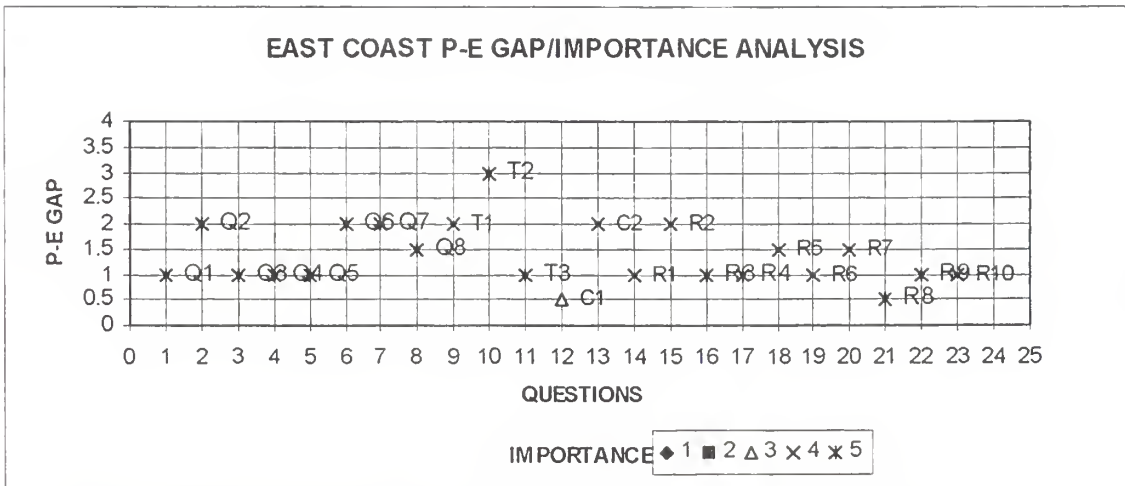 EAST COAST P-E GAP/IMPORTANCE ANALYSIS
P-E GAP
4
3.5
3
2.5
2
1.5
1
0.5
0
T2
Q2 Q6 Q7 T1 C2 R2
Q8 R5 R7
Q1 Q3 Q4 Q5 T3 R1 R3 R4 R6 R9 R10
C1 R8
0 1 2 3 4 5 6 7 8 9 10 11 12 13 14 15 16 17 18 19 20 21 22 23 24 25
QUESTIONS
IMPORTANCE 1 2 3 4 5